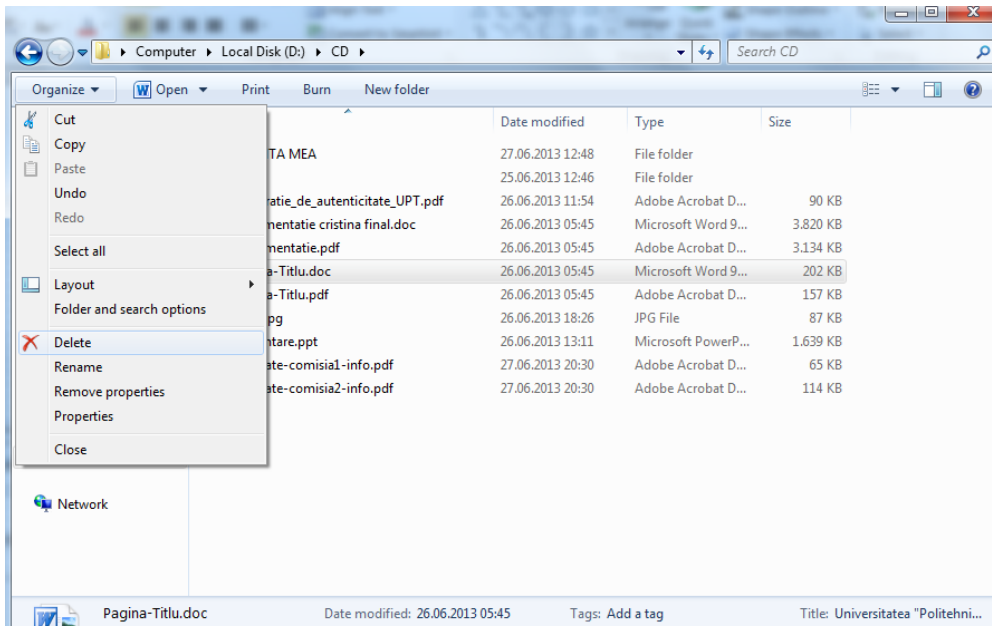 Computer ▸ Local Disk (D:) ▸ CD ▸ Search CD
Organize Open Print Burn New folder
Cut
Copy
Paste
Undo
Redo
Select all
Layout
Folder and search options
Delete
Rename
Remove properties
Properties
Close
Date modified Type Size
TA MEA 27.06.2013 12:48 File folder
25.06.2013 12:46 File folder
ratie_de_autenticitate_UPT.pdf 26.06.2013 11:54 Adobe Acrobat D... 90 KB
mentatie cristina final.doc 26.06.2013 05:45 Microsoft Word 9... 3.820 KB
mentatie.pdf 26.06.2013 05:45 Adobe Acrobat D... 3.134 KB
a-Titlu.doc 26.06.2013 05:45 Microsoft Word 9... 202 KB
a-Titlu.pdf 26.06.2013 05:45 Adobe Acrobat D... 157 KB
pg 26.06.2013 18:26 JPG File 87 KB
ntare.ppt 26.06.2013 13:11 Microsoft PowerP... 1.639 KB
ate-comisia1-info.pdf 27.06.2013 20:30 Adobe Acrobat D... 65 KB
ate-comisia2-info.pdf 27.06.2013 20:30 Adobe Acrobat D... 114 KB
Network
Pagina-Titlu.doc Date modified: 26.06.2013 05:45 Tags: Add a tag Title: Universitatea "Politehni...